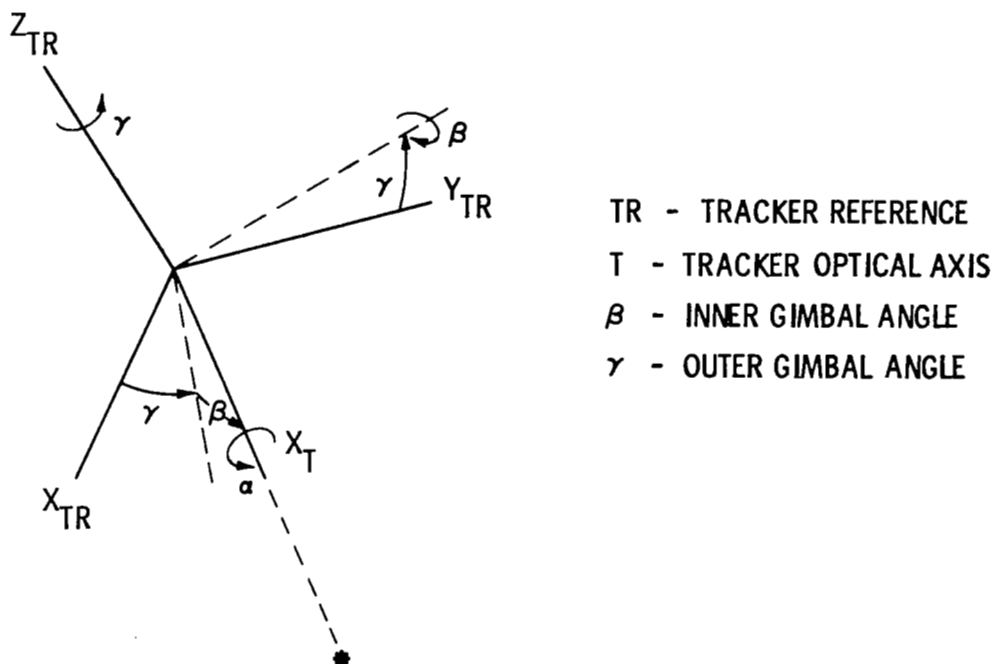 Z_TR
γ
β
γ
Y_TR
TR - TRACKER REFERENCE
T - TRACKER OPTICAL AXIS
β - INNER GIMBAL ANGLE
γ - OUTER GIMBAL ANGLE
γ
β
X_T
α
X_TR